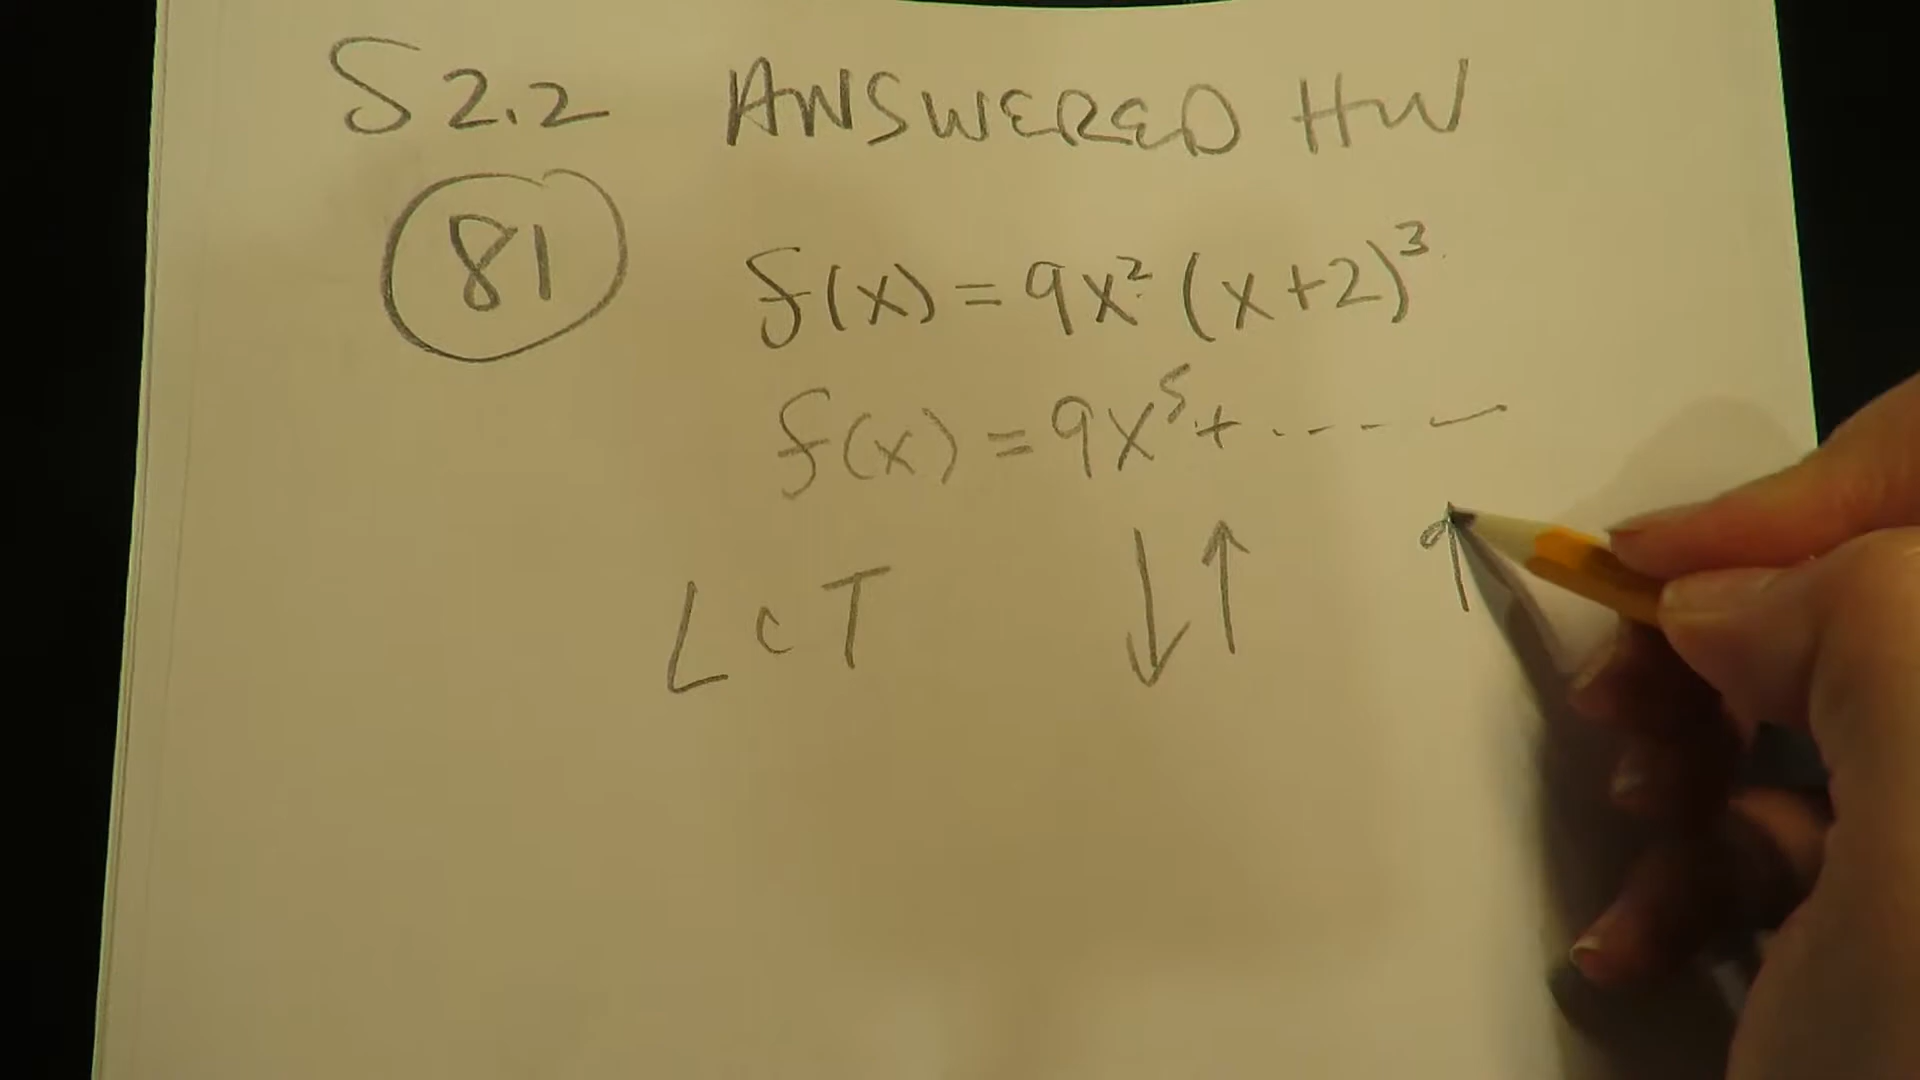 S 2.2 ANSWERED HW
81 f(x) = 9x² (x+2)³
f(x) = 9x⁵ + -----
LCT ↓↑ ↑